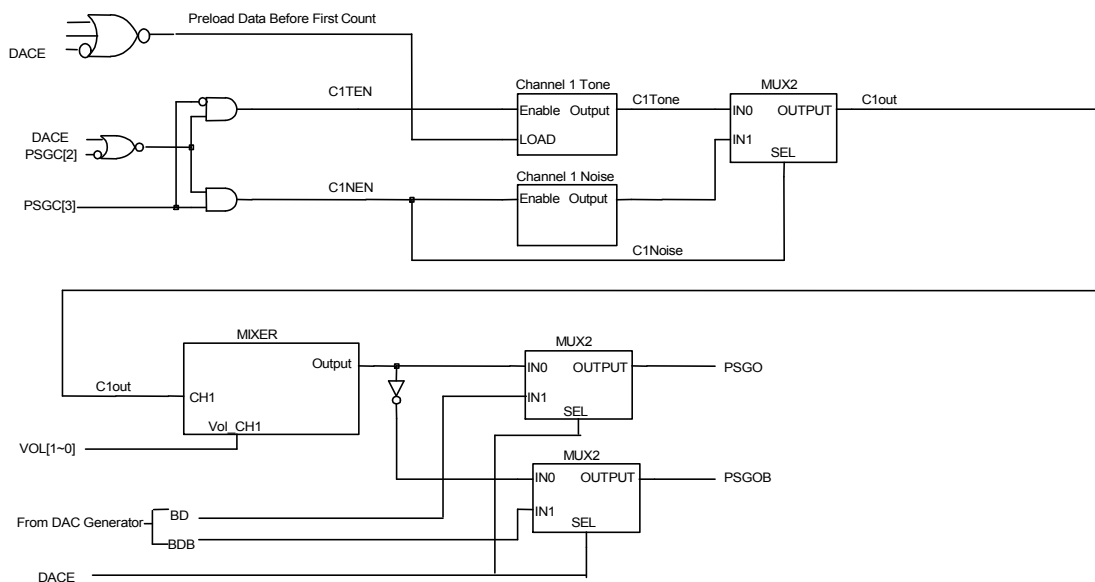 Preload Data Before First Count
DACE
Channel 1 Tone
MUX2
C1TEN
Enable Output
LOAD
C1Tone
IN0 OUTPUT
IN1
SEL
C1out
DACE
PSGC[2]
Channel 1 Noise
C1NEN
Enable Output
PSGC[3]
C1Noise
MIXER
Output
C1out
CH1
Vol_CH1
VOL[1~0]
MUX2
IN0 OUTPUT
IN1
SEL
PSGO
MUX2
IN0 OUTPUT
IN1
SEL
PSGOB
From DAC Generator
BD
BDB
DACE